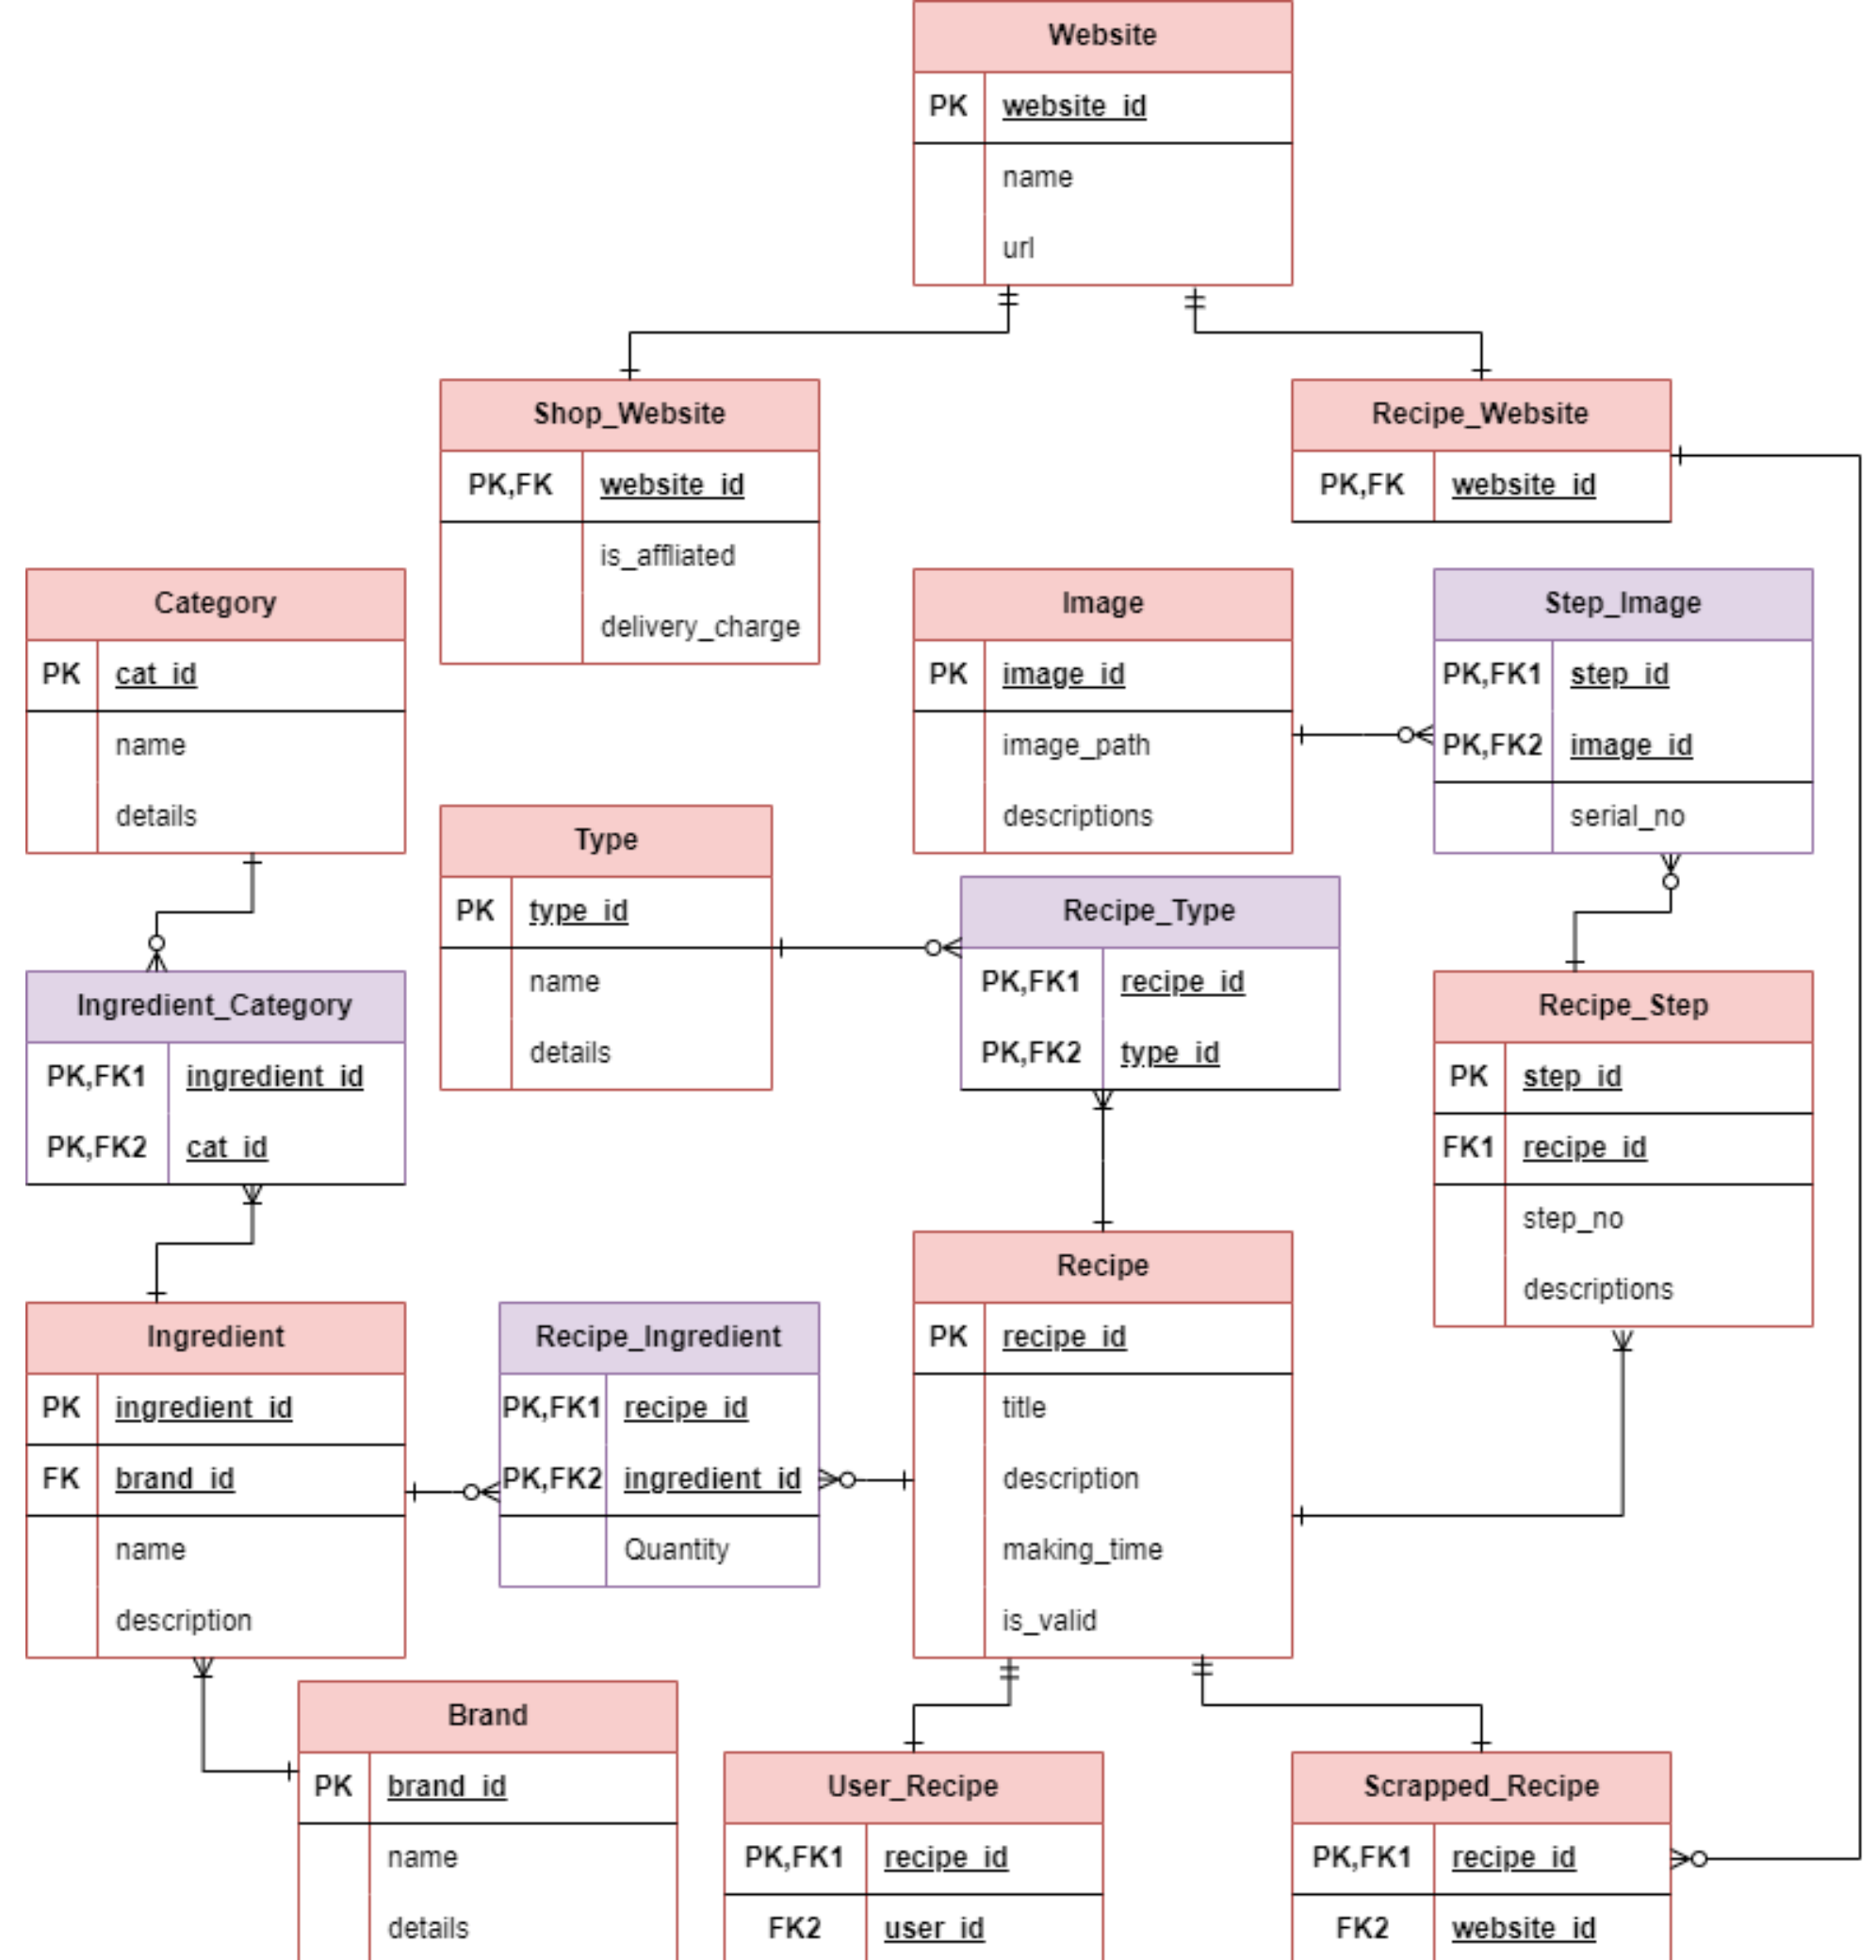 Website
PK website_id
name
url
Shop_Website
PK,FK website_id
is_affliated
delivery_charge
Recipe_Website
PK,FK website_id
Category
PK cat_id
name
details
Image
PK image_id
image_path
descriptions
Step_Image
PK,FK1 step_id
PK,FK2 image_id
serial_no
Type
PK type_id
name
details
Recipe_Type
PK,FK1 recipe_id
PK,FK2 type_id
Ingredient_Category
PK,FK1 ingredient_id
PK,FK2 cat_id
Recipe_Step
PK step_id
FK1 recipe_id
step_no
descriptions
Ingredient
PK ingredient_id
FK brand_id
name
description
Recipe_Ingredient
PK,FK1 recipe_id
PK,FK2 ingredient_id
Quantity
Recipe
PK recipe_id
title
description
making_time
is_valid
Brand
PK brand_id
name
details
User_Recipe
PK,FK1 recipe_id
FK2 user_id
Scrapped_Recipe
PK,FK1 recipe_id
FK2 website_id